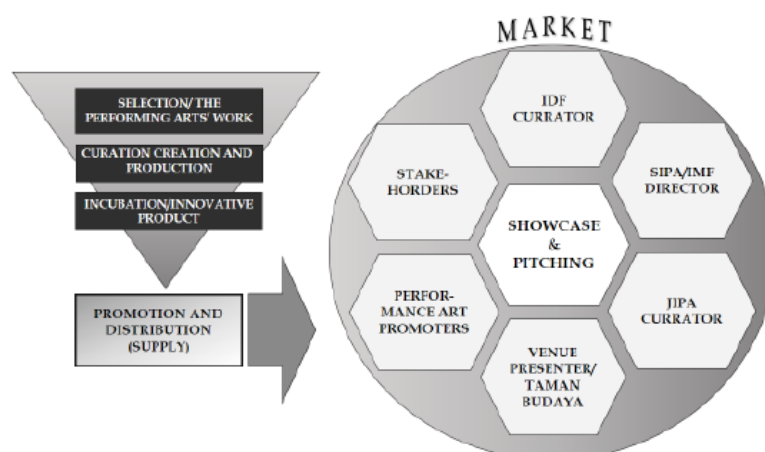 MARKET
SELECTION/ THE
PERFORMING ARTS' WORK
CURATION CREATION AND
PRODUCTION
INCUBATION/INNOVATIVE
PRODUCT
PROMOTION AND
DISTRIBUTION
(SUPPLY)
IDF
CURRATOR
STAKE-
HORDERS
SIPA/IMF
DIRECTOR
SHOWCASE
&
PITCHING
PERFOR-
MANCE ART
PROMOTERS
JIPA
CURRATOR
VENUE
PRESENTER/
TAMAN
BUDAYA